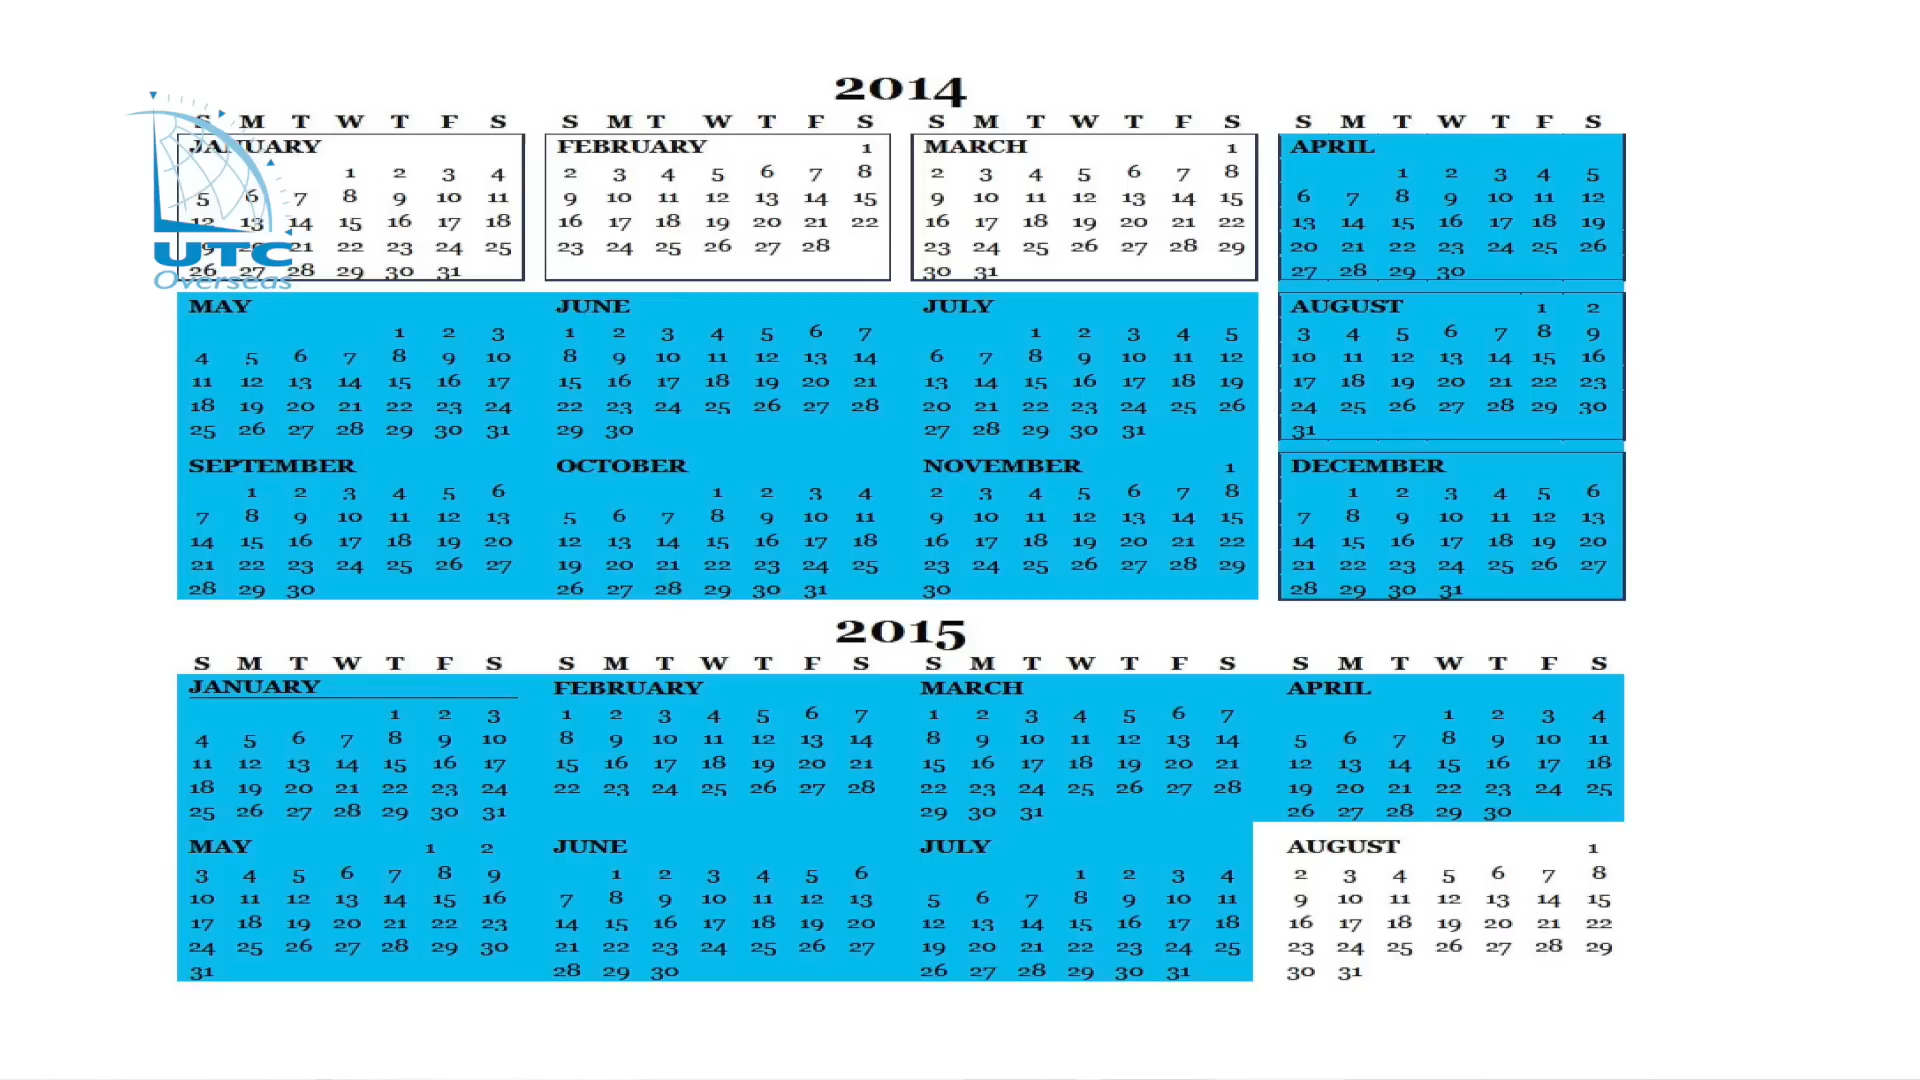 2014
S M T W T F S S M T W T F S S M T W T F S S M T W T F S
JANUARY FEBRUARY 1 MARCH 1 APRIL
1 2 3 4 2 3 4 5 6 7 8 2 3 4 5 6 7 8 1 2 3 4 5
5 6 7 8 9 10 11 9 10 11 12 13 14 15 9 10 11 12 13 14 15 6 7 8 9 10 11 12
12 13 14 15 16 17 18 16 17 18 19 20 21 22 16 17 18 19 20 21 22 13 14 15 16 17 18 19
19 20 21 22 23 24 25 23 24 25 26 27 28 23 24 25 26 27 28 29 20 21 22 23 24 25 26
26 27 28 29 30 31 30 31 27 28 29 30
UTC
Overseas
MAY JUNE JULY AUGUST 1 2
1 2 3 1 2 3 4 5 6 7 1 2 3 4 5 3 4 5 6 7 8 9
4 5 6 7 8 9 10 8 9 10 11 12 13 14 6 7 8 9 10 11 12 10 11 12 13 14 15 16
11 12 13 14 15 16 17 15 16 17 18 19 20 21 13 14 15 16 17 18 19 17 18 19 20 21 22 23
18 19 20 21 22 23 24 22 23 24 25 26 27 28 20 21 22 23 24 25 26 24 25 26 27 28 29 30
25 26 27 28 29 30 31 29 30 27 28 29 30 31 31
SEPTEMBER OCTOBER NOVEMBER 1 DECEMBER
1 2 3 4 5 6 1 2 3 4 2 3 4 5 6 7 8 1 2 3 4 5 6
7 8 9 10 11 12 13 5 6 7 8 9 10 11 9 10 11 12 13 14 15 7 8 9 10 11 12 13
14 15 16 17 18 19 20 12 13 14 15 16 17 18 16 17 18 19 20 21 22 14 15 16 17 18 19 20
21 22 23 24 25 26 27 19 20 21 22 23 24 25 23 24 25 26 27 28 29 21 22 23 24 25 26 27
28 29 30 26 27 28 29 30 31 30 28 29 30 31
2015
S M T W T F S S M T W T F S S M T W T F S S M T W T F S
JANUARY FEBRUARY MARCH APRIL
1 2 3 1 2 3 4 5 6 7 1 2 3 4 5 6 7 1 2 3 4
4 5 6 7 8 9 10 8 9 10 11 12 13 14 8 9 10 11 12 13 14 5 6 7 8 9 10 11
11 12 13 14 15 16 17 15 16 17 18 19 20 21 15 16 17 18 19 20 21 12 13 14 15 16 17 18
18 19 20 21 22 23 24 22 23 24 25 26 27 28 22 23 24 25 26 27 28 19 20 21 22 23 24 25
25 26 27 28 29 30 31 29 30 31 26 27 28 29 30
MAY 1 2 JUNE JULY AUGUST 1
3 4 5 6 7 8 9 1 2 3 4 5 6 1 2 3 4 2 3 4 5 6 7 8
10 11 12 13 14 15 16 7 8 9 10 11 12 13 5 6 7 8 9 10 11 9 10 11 12 13 14 15
17 18 19 20 21 22 23 14 15 16 17 18 19 20 12 13 14 15 16 17 18 16 17 18 19 20 21 22
24 25 26 27 28 29 30 21 22 23 24 25 26 27 19 20 21 22 23 24 25 23 24 25 26 27 28 29
31 28 29 30 26 27 28 29 30 31 30 31